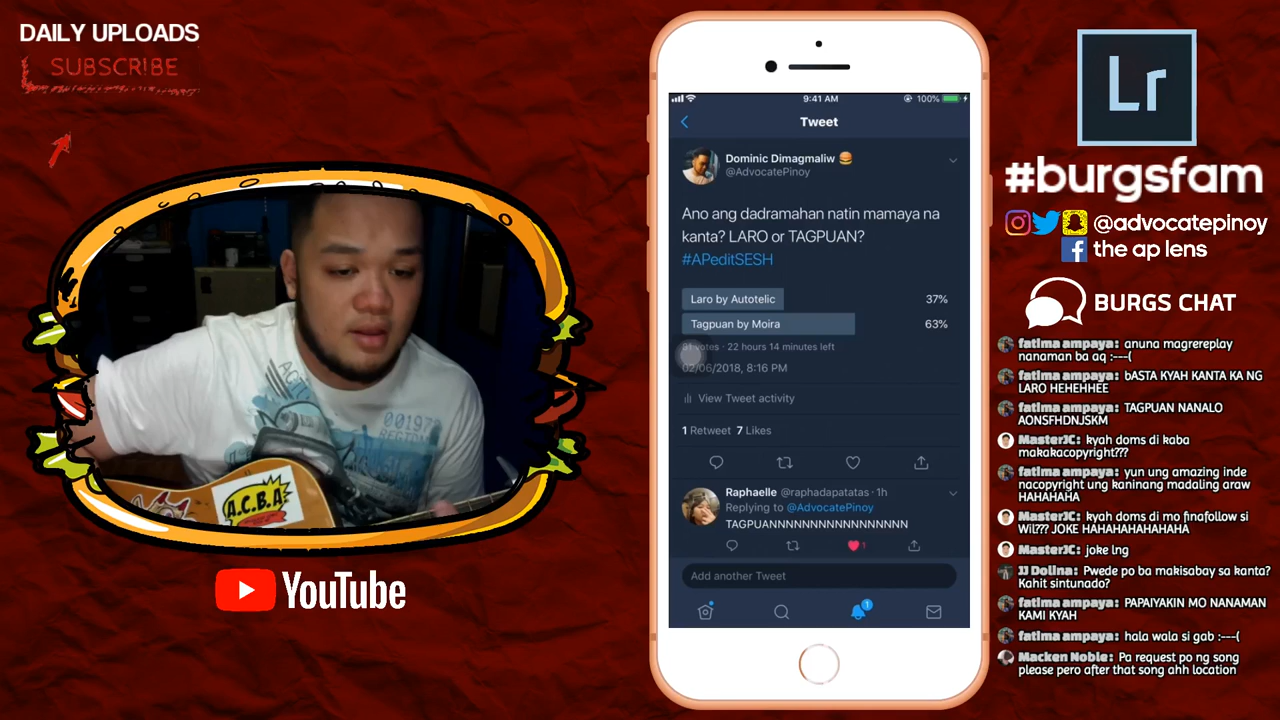 DAILY UPLOADS
SUBSCRIBE
A.C.B.A
ACTIV
001971
REGION
YouTube
9:41 AM
100%
Tweet
Dominic Dimagmaliw
@AdvocatePinoy
Ano ang dadramahan natin mamaya na
kanta? LARO or TAGPUAN?
#APeditSESH
Laro by Autotelic 37%
Tagpuan by Moira 63%
votes · 22 hours 14 minutes left
02/06/2018, 8:16 PM
View Tweet activity
1 Retweet 7 Likes
Raphaelle @raphadapatatas · 1h
Replying to @AdvocatePinoy
TAGPUANNNNNNNNNNNNNNNNN
1
Add another Tweet
1
Lr
#burgsfam
@advocatepinoy
the ap lens
BURGS CHAT
fatima ampaya: anuna magrereplay
nanaman ba aq :---(
fatima ampaya: bASTA KYAH KANTA KA NG
LARO HEHEHHEE
fatima ampaya: TAGPUAN NANALO
AONSFHDNJSKM
MasterJC: kyah doms di kaba
makakacopyright???
fatima ampaya: yun ung amazing inde
nacopyright ung kaninang madaling araw
HAHAHAHA
MasterJC: kyah doms di mo finafollow si
Wil??? JOKE HAHAHAHAHAHAHA
MasterJC: joke lng
JJ Dolina: Pwede po ba makisabay sa kanta?
Kahit sintunado?
fatima ampaya: PAPAIYAKIN MO NANAMAN
KAMI KYAH
fatima ampaya: hala wala si gab :---(
Macken Noble: Pa request po ng song
please pero after that song ahh location